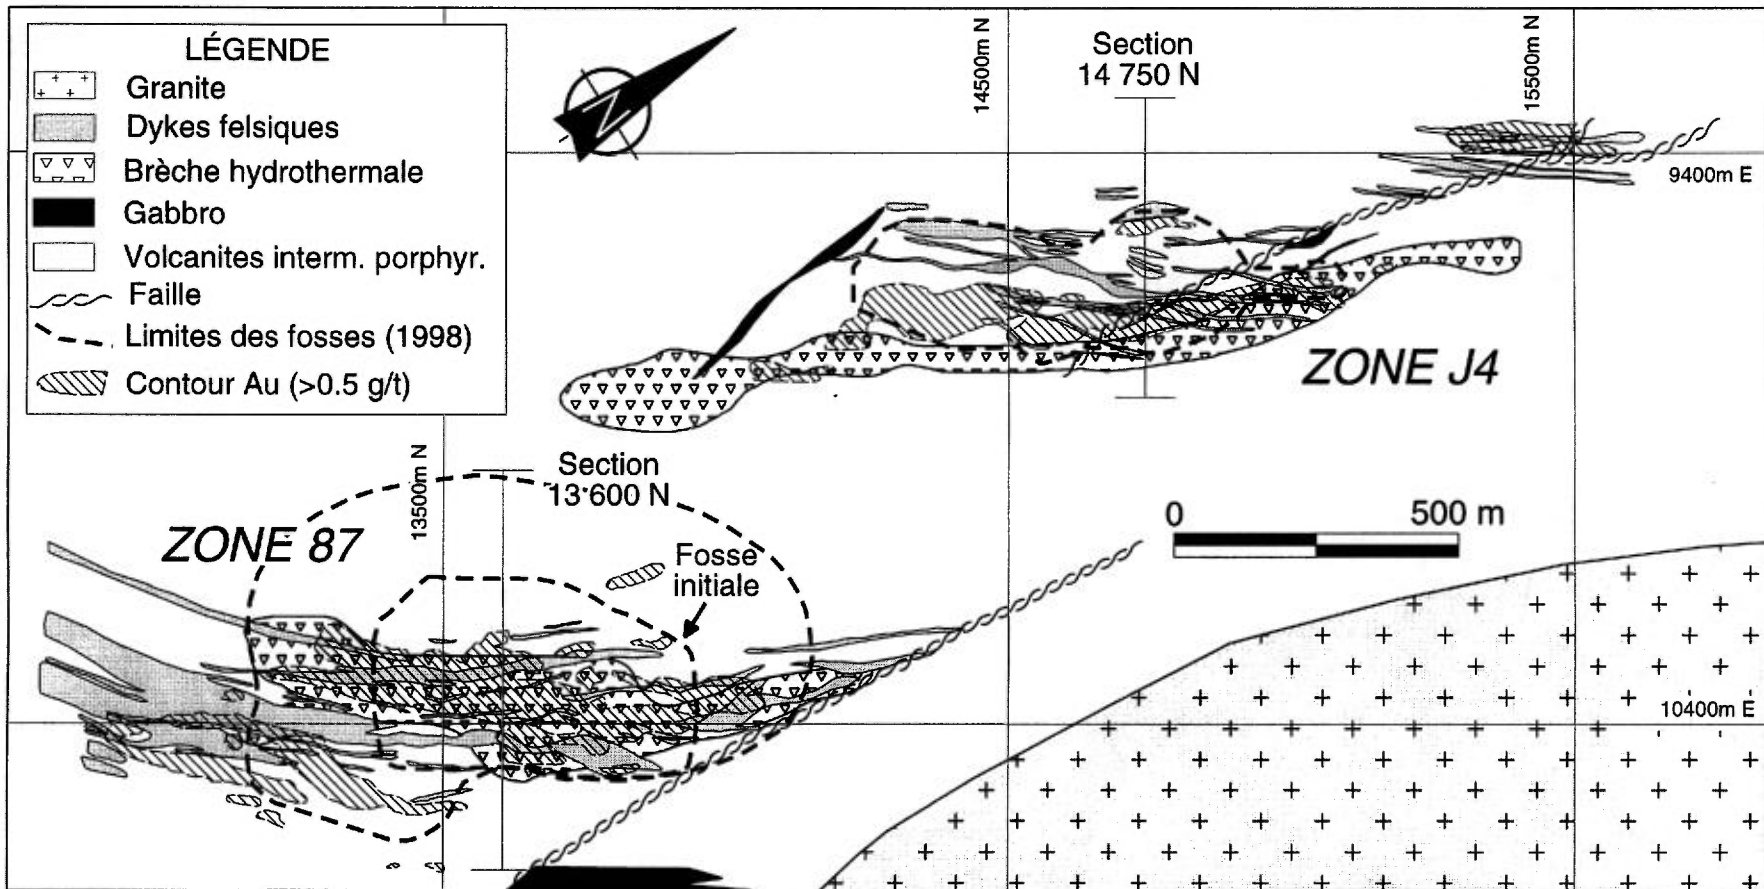 LÉGENDE
Granite
Dykes felsiques
Brèche hydrothermale
Gabbro
Volcanites interm. porphyr.
Faille
Limites des fosses (1998)
Contour Au (>0.5 g/t)
N
14500m N
Section
14 750 N
15500m N
9400m E
ZONE J4
13500m N
Section
13 600 N
ZONE 87
Fosse
initiale
0 500 m
10400m E